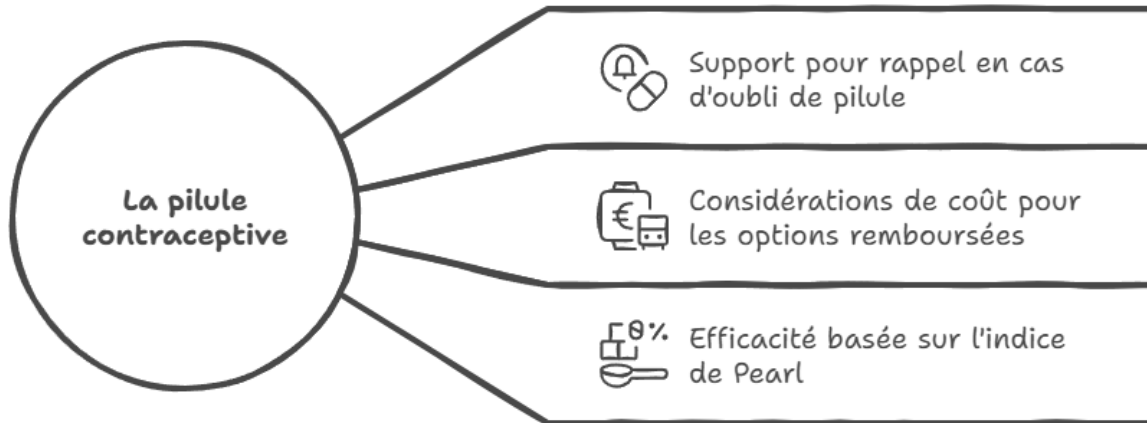 La pilule
contraceptive
Support pour rappel en cas
d'oubli de pilule
€
Considérations de coût pour
les options remboursées
0%
Efficacité basée sur l'indice
de Pearl